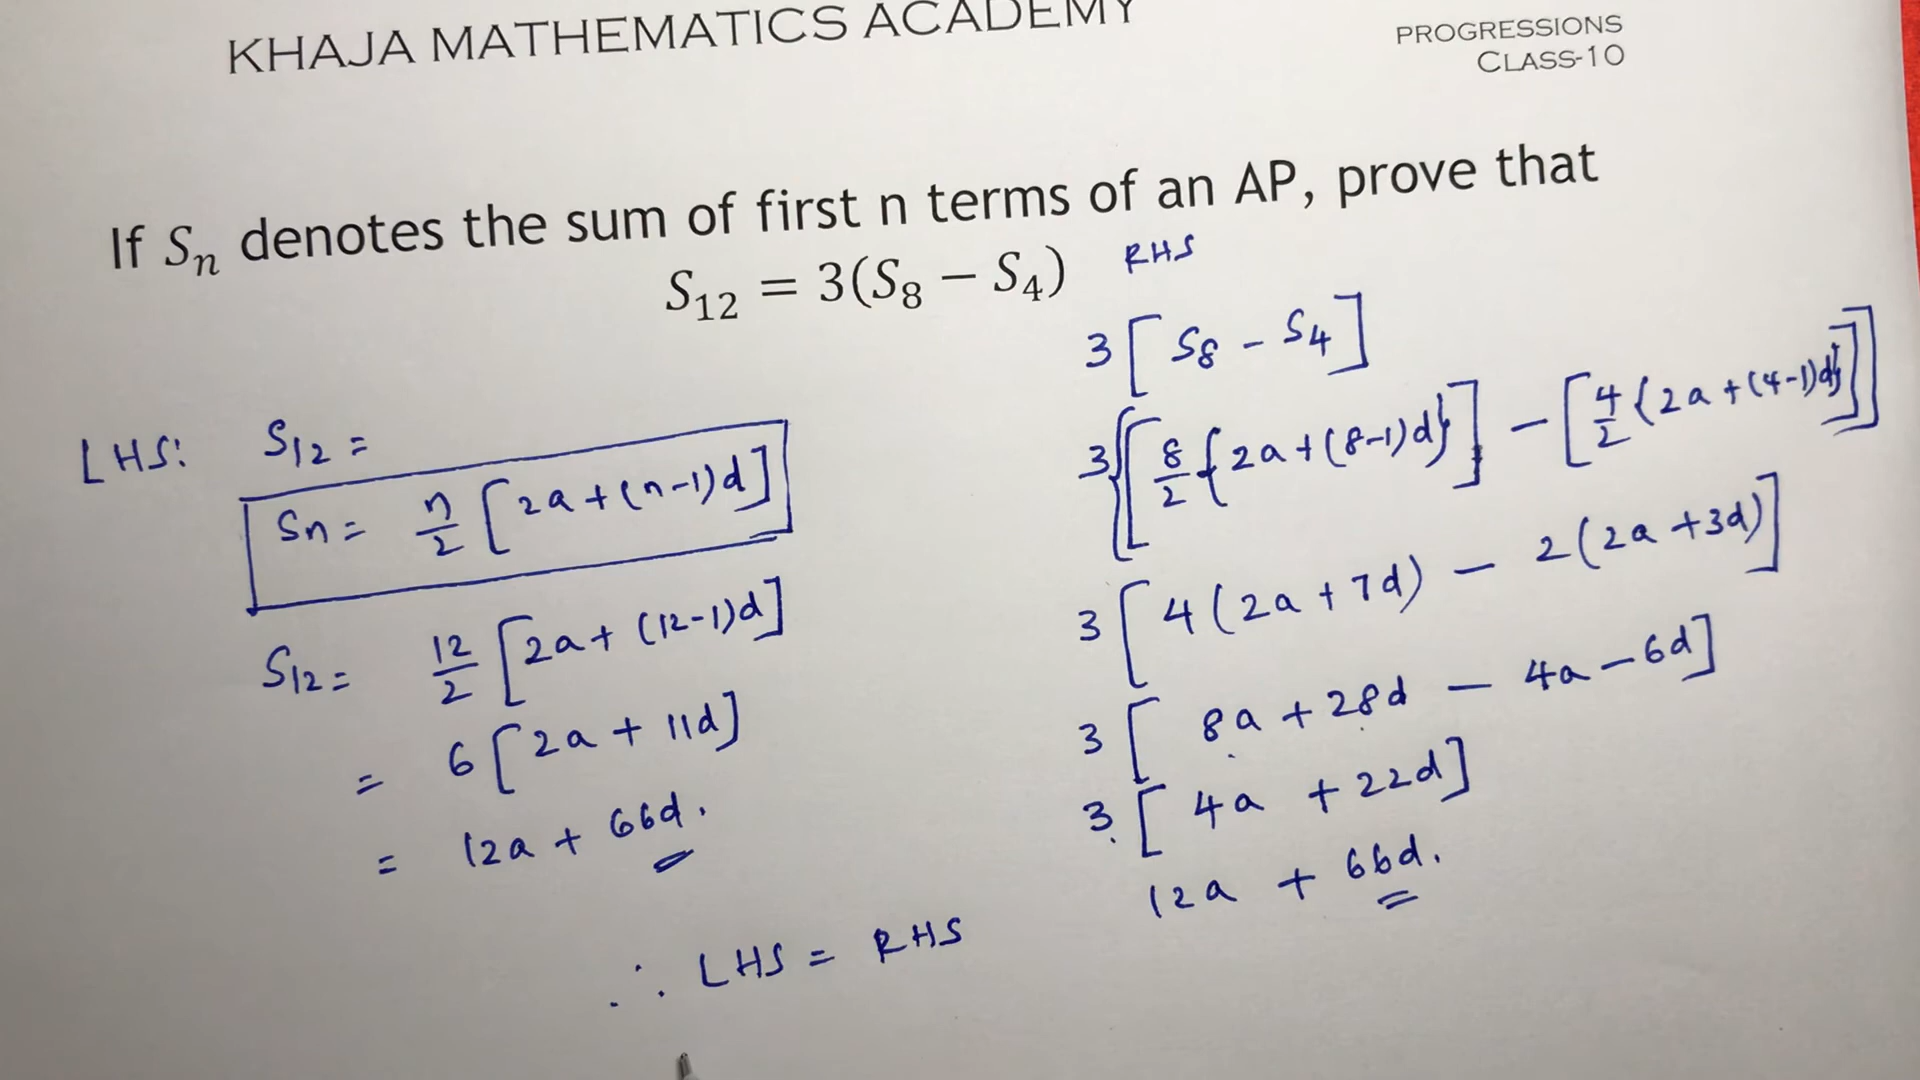 KHAJA MATHEMATICS ACADEMY
PROGRESSIONS
CLASS-10
If Sₙ denotes the sum of first n terms of an AP, prove that
S₁₂ = 3(S₈ − S₄)
LHS: S₁₂ =
Sn = n/2 [2a + (n-1)d]
S₁₂ = 12/2 [2a + (12-1)d]
= 6 [2a + 11d]
= 12a + 66d.
RHS
3 [S₈ - S₄]
3{[8/2 {2a + (8-1)d}] - [4/2 {2a + (4-1)d}]]
3 [4(2a + 7d) - 2(2a + 3d)]
3 [8a + 28d - 4a - 6d]
3 [4a + 22d]
12a + 66d.
∴ LHS = RHS